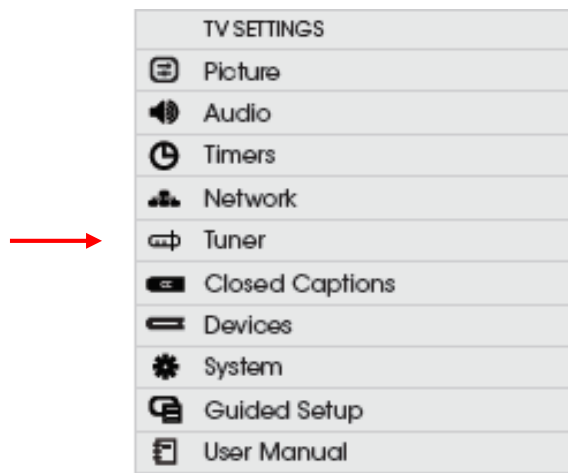 TV SETTINGS
Picture
Audio
Timers
Network
Tuner
Closed Captions
Devices
System
Guided Setup
User Manual